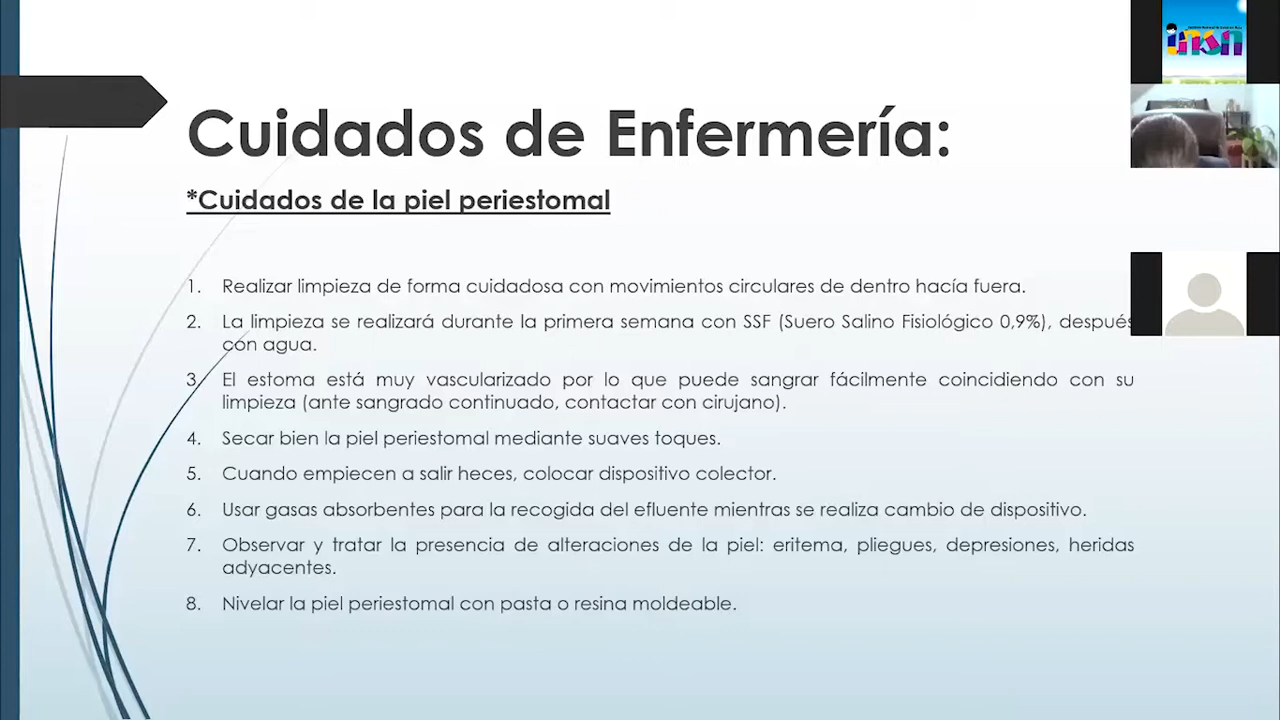 Cuidados de Enfermería:
*Cuidados de la piel periestomal
1. Realizar limpieza de forma cuidadosa con movimientos circulares de dentro hacía fuera.
2. La limpieza se realizará durante la primera semana con SSF (Suero Salino Fisiológico 0,9%), después
con agua.
3. El estoma está muy vascularizado por lo que puede sangrar fácilmente coincidiendo con su
limpieza (ante sangrado continuado, contactar con cirujano).
4. Secar bien la piel periestomal mediante suaves toques.
5. Cuando empiecen a salir heces, colocar dispositivo colector.
6. Usar gasas absorbentes para la recogida del efluente mientras se realiza cambio de dispositivo.
7. Observar y tratar la presencia de alteraciones de la piel: eritema, pliegues, depresiones, heridas
adyacentes.
8. Nivelar la piel periestomal con pasta o resina moldeable.
insn